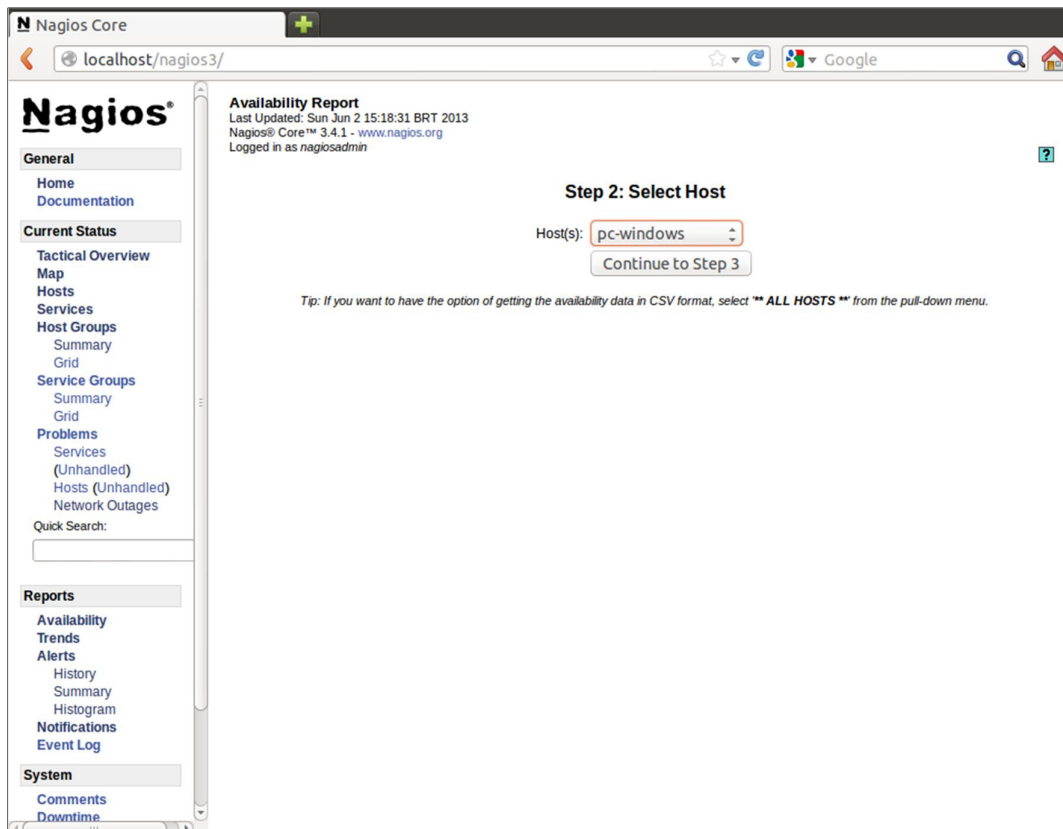 Nagios Core
localhost/nagios3/
Google
Nagios®
General
Home
Documentation
Current Status
Tactical Overview
Map
Hosts
Services
Host Groups
Summary
Grid
Service Groups
Summary
Grid
Problems
Services
(Unhandled)
Hosts (Unhandled)
Network Outages
Quick Search:
Reports
Availability
Trends
Alerts
History
Summary
Histogram
Notifications
Event Log
System
Comments
Downtime
Availability Report
Last Updated: Sun Jun 2 15:18:31 BRT 2013
Nagios® Core™ 3.4.1 - www.nagios.org
Logged in as nagiosadmin
?
Step 2: Select Host
Host(s): pc-windows
Continue to Step 3
Tip: If you want to have the option of getting the availability data in CSV format, select '** ALL HOSTS **' from the pull-down menu.